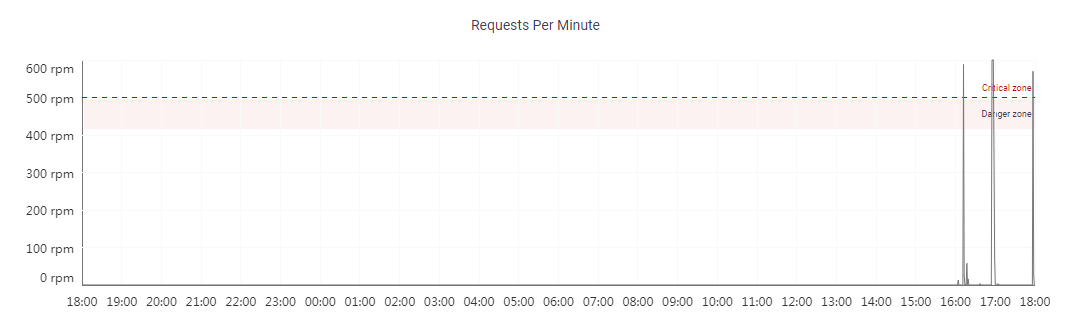 Requests Per Minute
600 rpm
500 rpm
Critical zone
Danger zone
400 rpm
300 rpm
200 rpm
100 rpm
0 rpm
18:00 19:00 20:00 21:00 22:00 23:00 00:00 01:00 02:00 03:00 04:00 05:00 06:00 07:00 08:00 09:00 10:00 11:00 12:00 13:00 14:00 15:00 16:00 17:00 18:00